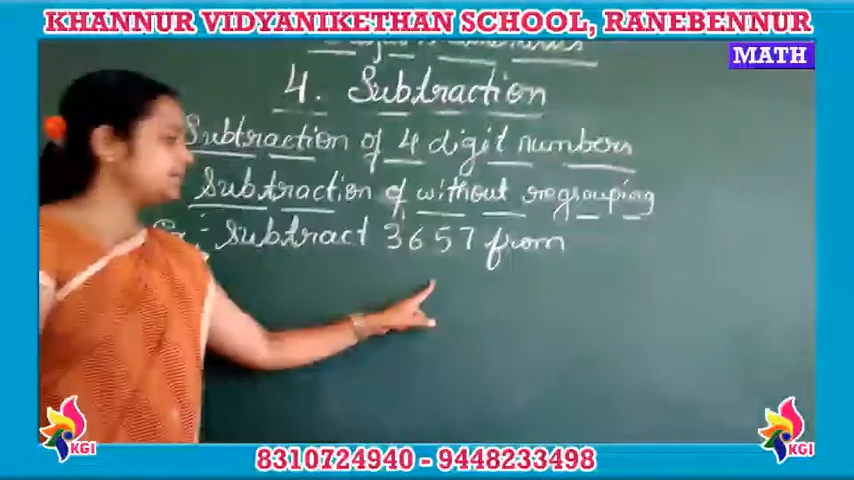 KHANNUR VIDYANIKETHAN SCHOOL, RANEBENNUR
MATH
4. Subtraction
Subtraction of 4 digit numbers
Subtraction of without regrouping
:- Subtract 3657 from
KGI
KGI
8310724940 - 9448233498